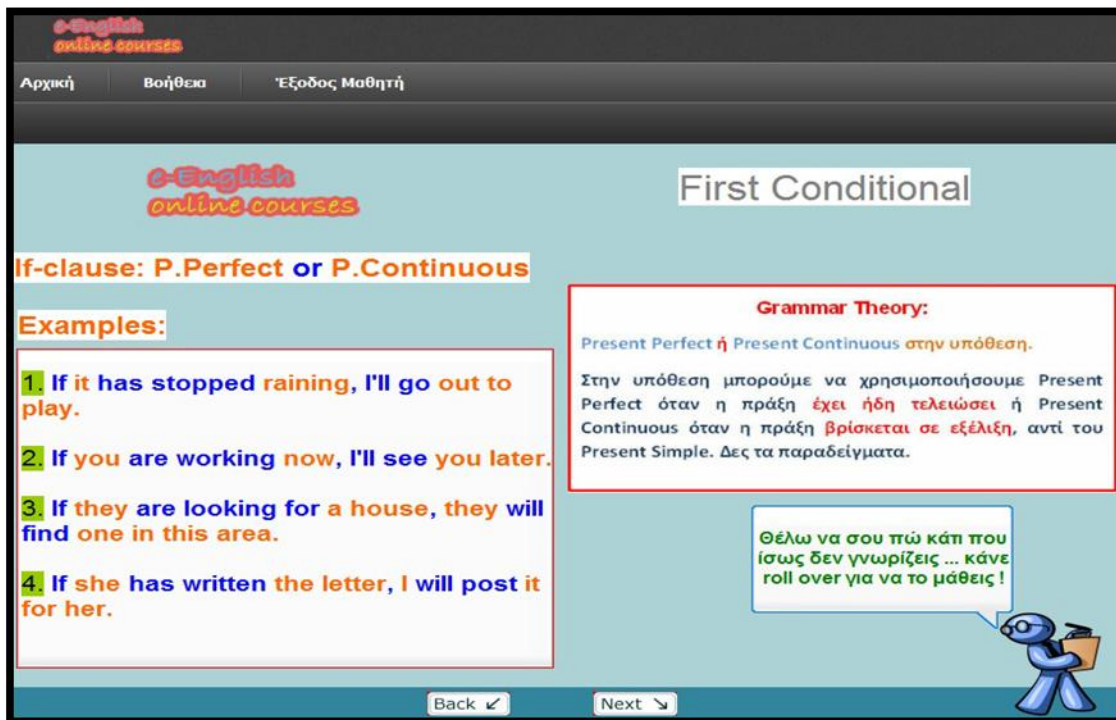 e-English
online courses
Αρχική Βοήθεια Έξοδος Μαθητή
e-English
online courses
First Conditional
If-clause: P.Perfect or P.Continuous
Examples:
1. If it has stopped raining, I'll go out to
play.
2. If you are working now, I'll see you later.
3. If they are looking for a house, they will
find one in this area.
4. If she has written the letter, I will post it
for her.
Grammar Theory:
Present Perfect ή Present Continuous στην υπόθεση.
Στην υπόθεση μπορούμε να χρησιμοποιήσουμε Present
Perfect όταν η πράξη έχει ήδη τελειώσει ή Present
Continuous όταν η πράξη βρίσκεται σε εξέλιξη, αντί του
Present Simple. Δες τα παραδείγματα.
Θέλω να σου πώ κάτι που
ίσως δεν γνωρίζεις ... κάνε
roll over για να το μάθεις !
Back ↙ Next ↘